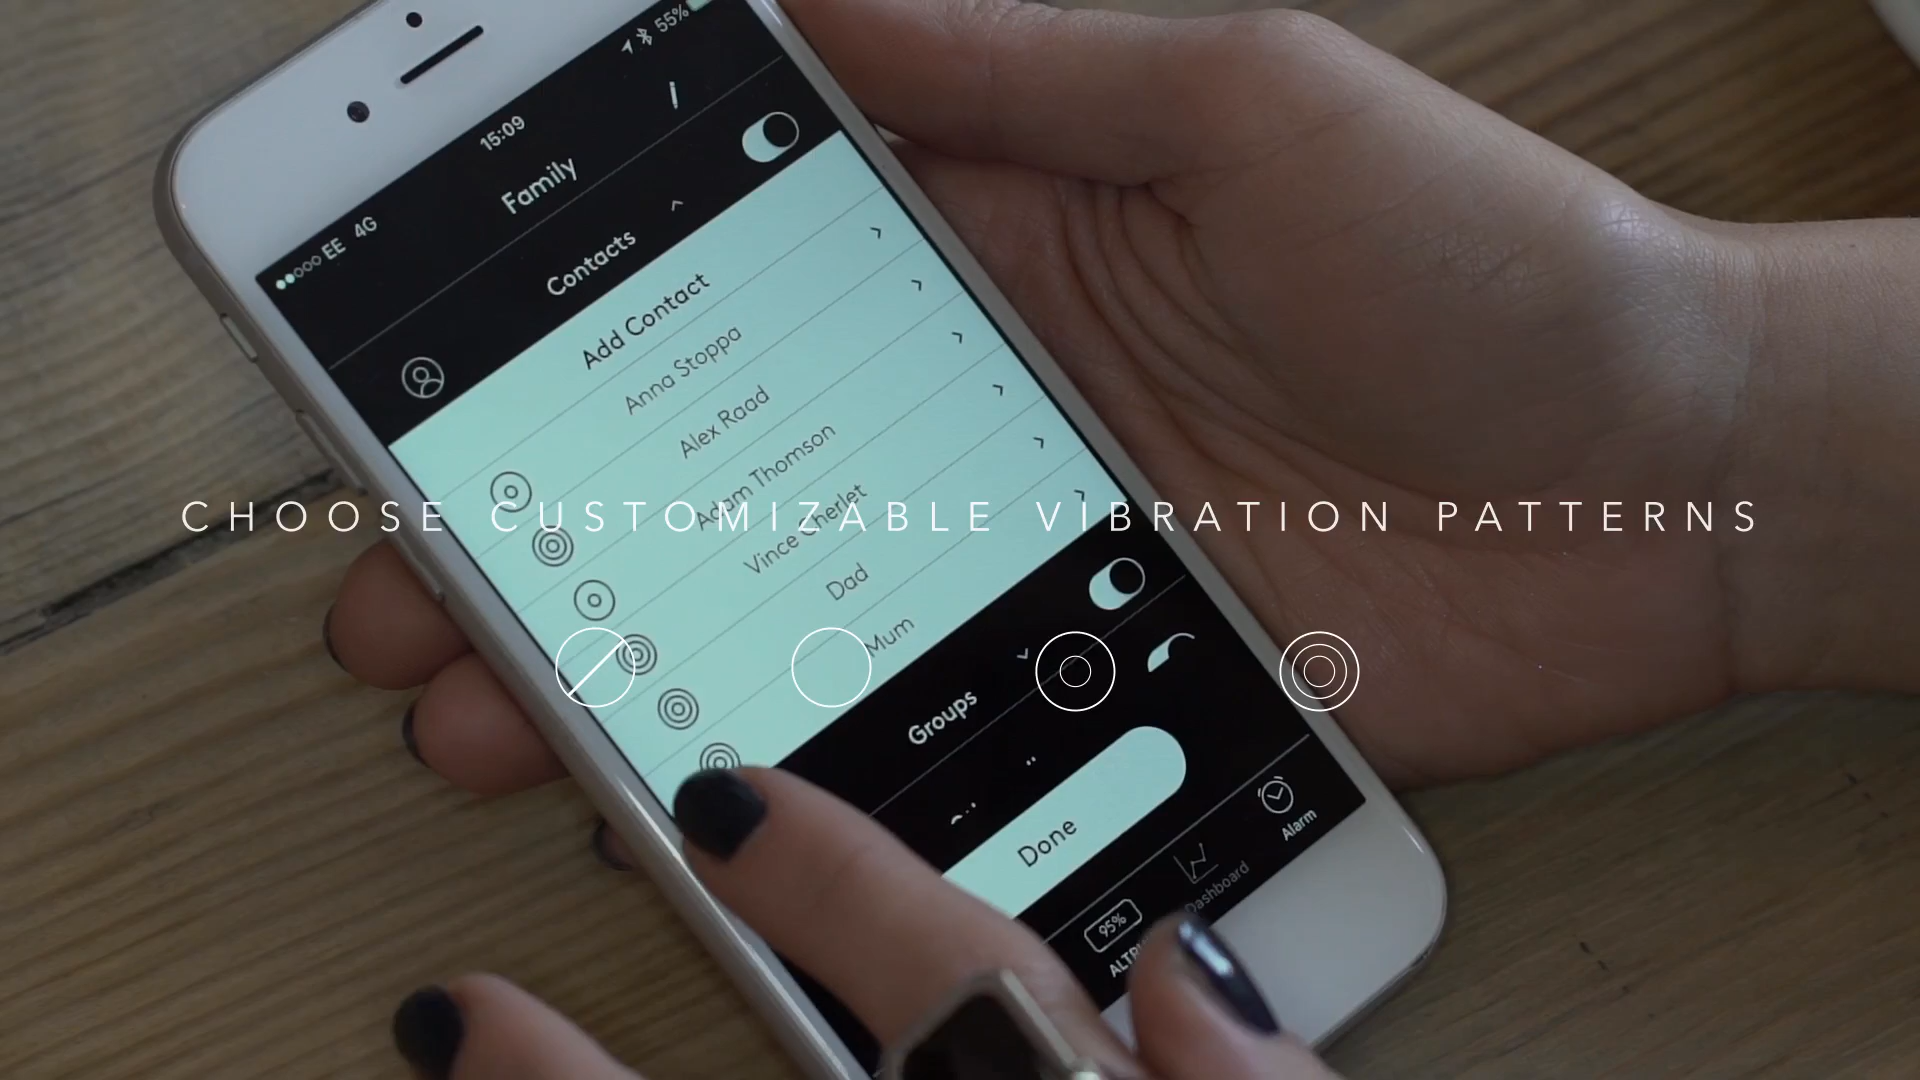 EE 4G
15:09
55%
Family
Contacts
Add Contact
Anna Stoppa
Alex Raad
Adam Thomson
Vince Cherlet
Dad
Mum
CHOOSE CUSTOMIZABLE VIBRATION PATTERNS
Groups
Done
95%
Dashboard
Alarm